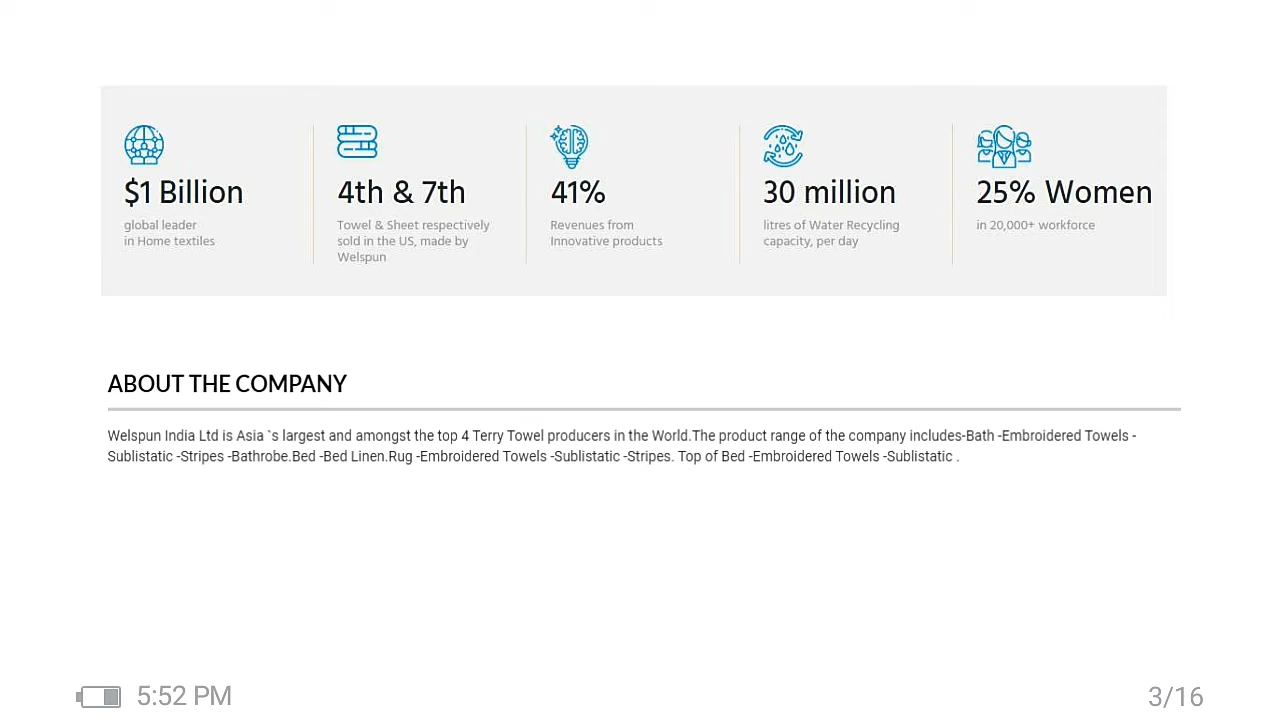 $1 Billion
global leader
in Home textiles
4th & 7th
Towel & Sheet respectively
sold in the US, made by
Welspun
41%
Revenues from
Innovative products
30 million
litres of Water Recycling
capacity, per day
25% Women
in 20,000+ workforce
ABOUT THE COMPANY
Welspun India Ltd is Asia `s largest and amongst the top 4 Terry Towel producers in the World.The product range of the company includes-Bath -Embroidered Towels -
Sublistatic -Stripes -Bathrobe.Bed -Bed Linen.Rug -Embroidered Towels -Sublistatic -Stripes. Top of Bed -Embroidered Towels -Sublistatic .
5:52 PM
3/16